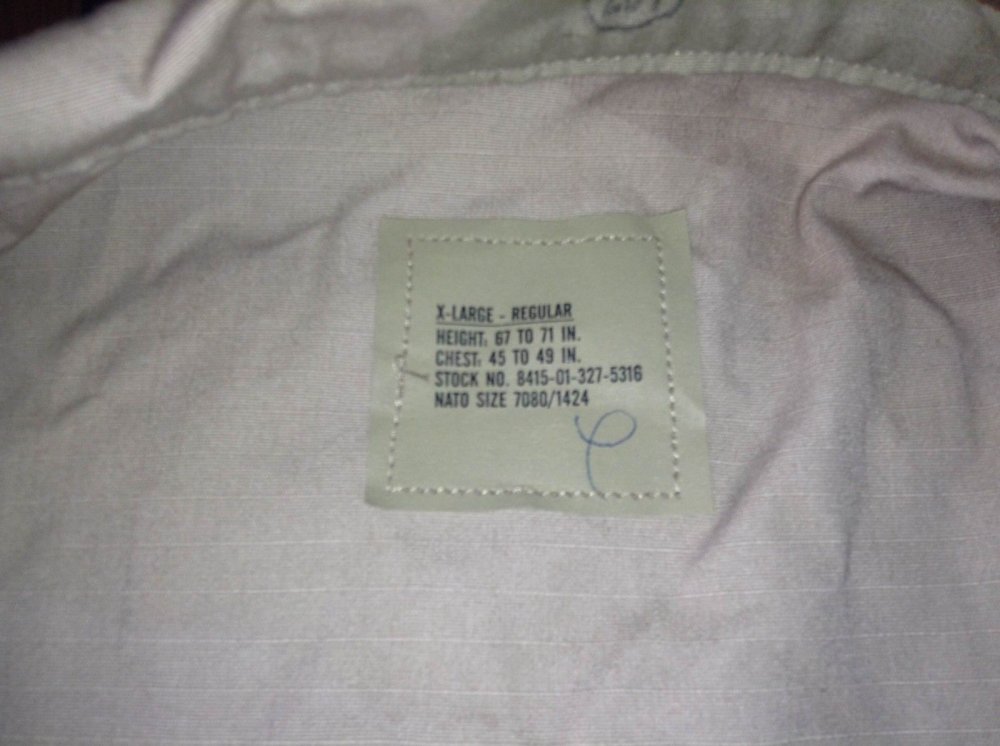 X-LARGE - REGULAR
HEIGHT: 67 TO 71 IN.
CHEST: 45 TO 49 IN.
STOCK NO. 8415-01-327-5316
NATO SIZE 7080/1424